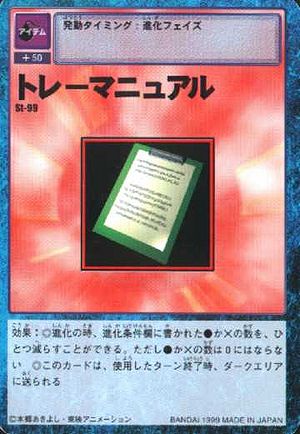 アイテム
+50
発動タイミング：進化フェイズ
トレーマニュアル
St-99
効果：◎進化の時、進化条件欄に書かれた●か×の数を、ひ
とつ減らすことができる。ただし●か×の数は0にはならない
◎このカードは、使用したターン終了時、ダークエリア
に送られる
©本郷あきよし・東映アニメーション
BANDAI 1999 MADE IN JAPAN